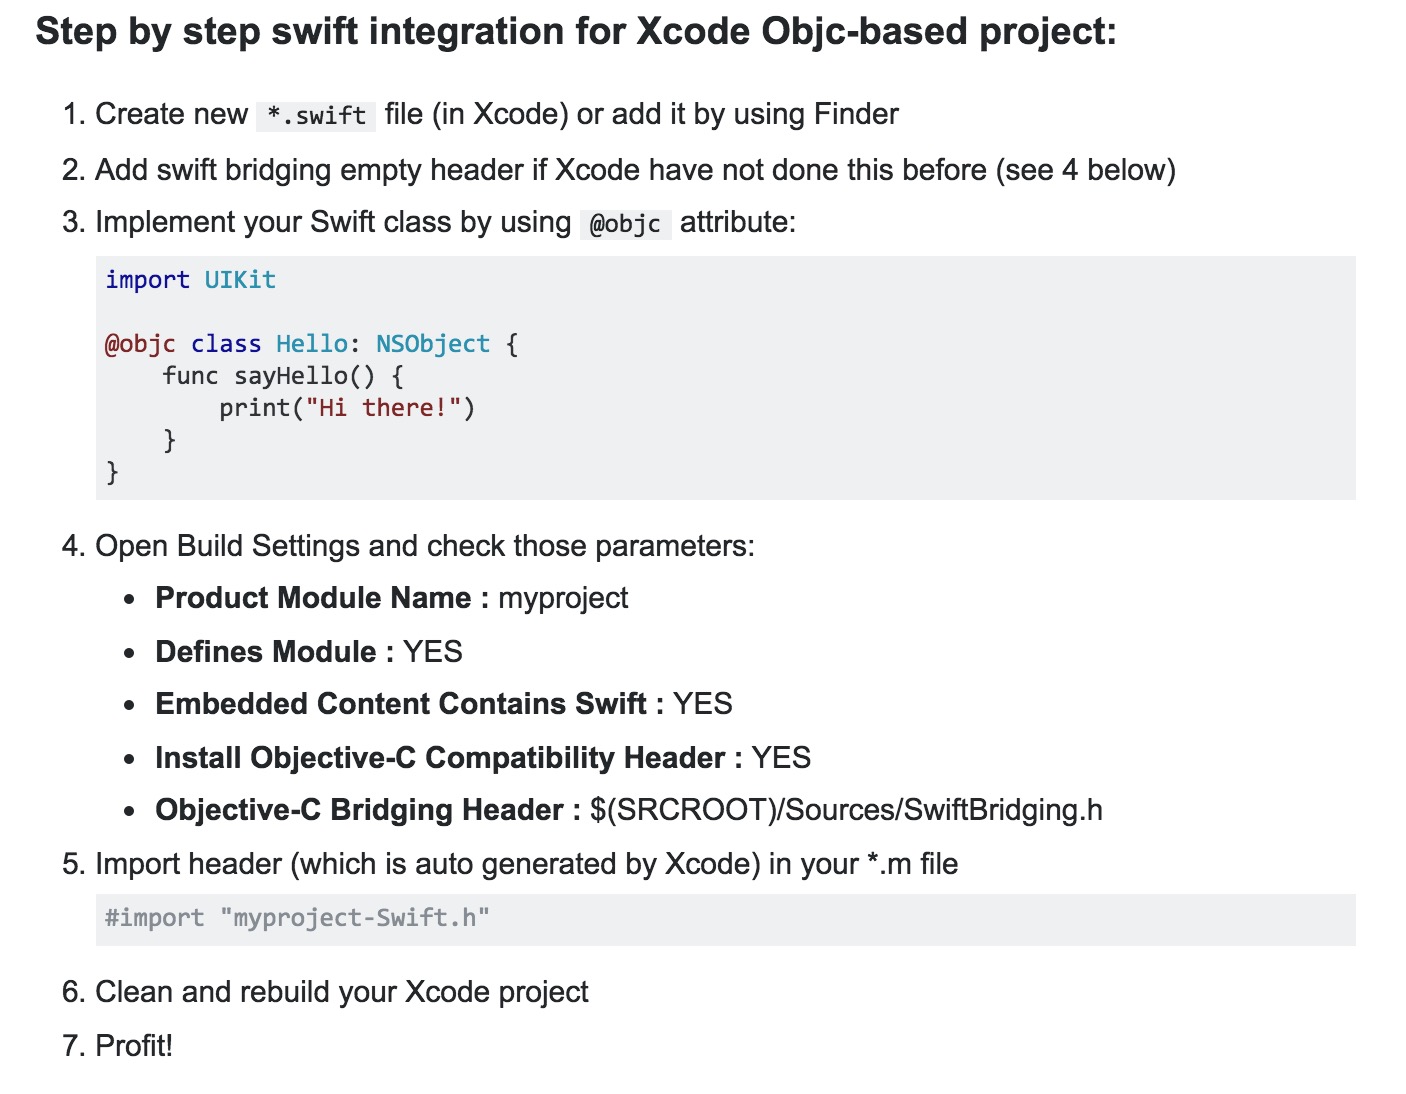 Step by step swift integration for Xcode Objc-based project:
1. Create new *.swift file (in Xcode) or add it by using Finder
2. Add swift bridging empty header if Xcode have not done this before (see 4 below)
3. Implement your Swift class by using @objc attribute:
import UIKit
@objc class Hello: NSObject {
    func sayHello() {
        print("Hi there!")
    }
}
4. Open Build Settings and check those parameters:
• Product Module Name : myproject
• Defines Module : YES
• Embedded Content Contains Swift : YES
• Install Objective-C Compatibility Header : YES
• Objective-C Bridging Header : $(SRCROOT)/Sources/SwiftBridging.h
5. Import header (which is auto generated by Xcode) in your *.m file
#import "myproject-Swift.h"
6. Clean and rebuild your Xcode project
7. Profit!